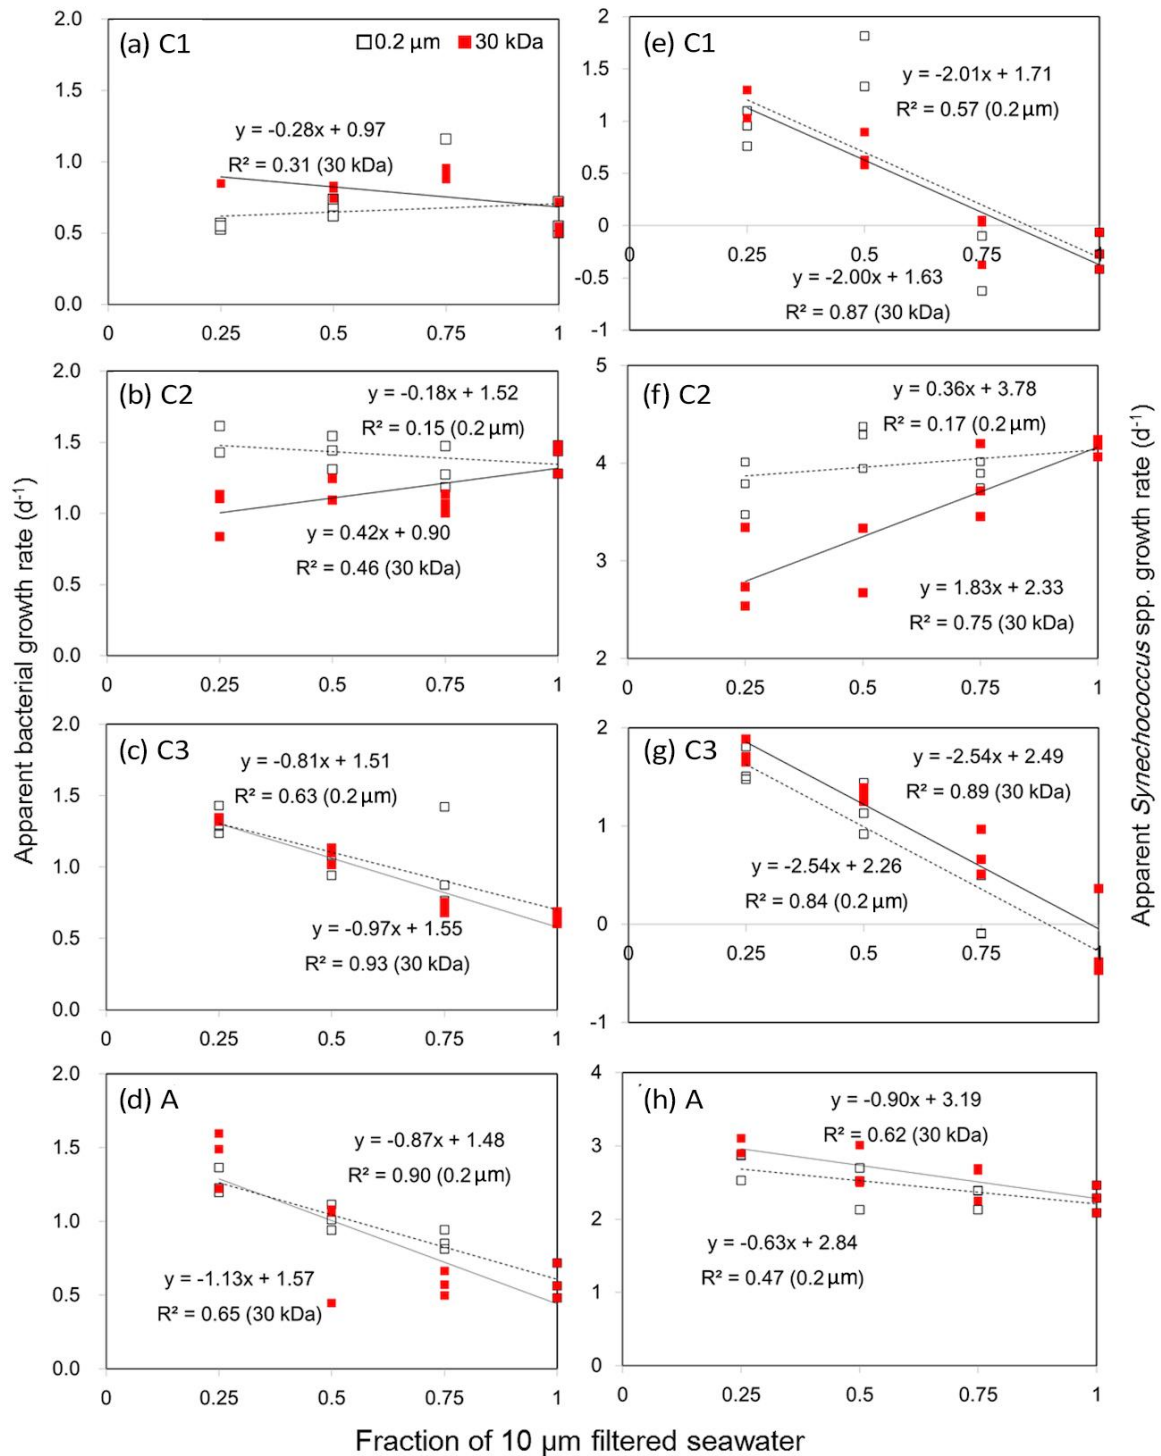 (a) C1
0.2 µm
30 kDa
y = -0.28x + 0.97
R² = 0.31 (30 kDa)
2.0
1.5
1.0
0.5
0.0
0
0.25
0.5
0.75
1
(e) C1
y = -2.01x + 1.71
R² = 0.57 (0.2 µm)
y = -2.00x + 1.63
R² = 0.87 (30 kDa)
2
1.5
1
0.5
0
-0.5
-1
0
0.25
0.5
0.75
1
(b) C2
y = -0.18x + 1.52
R² = 0.15 (0.2 µm)
y = 0.42x + 0.90
R² = 0.46 (30 kDa)
2.0
1.5
1.0
0.5
0.0
0
0.25
0.5
0.75
1
(f) C2
y = 0.36x + 3.78
R² = 0.17 (0.2 µm)
y = 1.83x + 2.33
R² = 0.75 (30 kDa)
5
4
3
2
0
0.25
0.5
0.75
1
(c) C3
y = -0.81x + 1.51
R² = 0.63 (0.2 µm)
y = -0.97x + 1.55
R² = 0.93 (30 kDa)
2.0
1.5
1.0
0.5
0.0
0
0.25
0.5
0.75
1
(g) C3
y = -2.54x + 2.49
R² = 0.89 (30 kDa)
y = -2.54x + 2.26
R² = 0.84 (0.2 µm)
2
1
0
-1
0
0.25
0.5
0.75
1
(d) A
y = -0.87x + 1.48
R² = 0.90 (0.2 µm)
y = -1.13x + 1.57
R² = 0.65 (30 kDa)
2.0
1.5
1.0
0.5
0.0
0
0.25
0.5
0.75
1
(h) A
y = -0.90x + 3.19
R² = 0.62 (30 kDa)
y = -0.63x + 2.84
R² = 0.47 (0.2 µm)
4
3
2
1
0
0
0.25
0.5
0.75
1
Apparent bacterial growth rate (d⁻¹)
Apparent Synechococcus spp. growth rate (d⁻¹)
Fraction of 10 µm filtered seawater